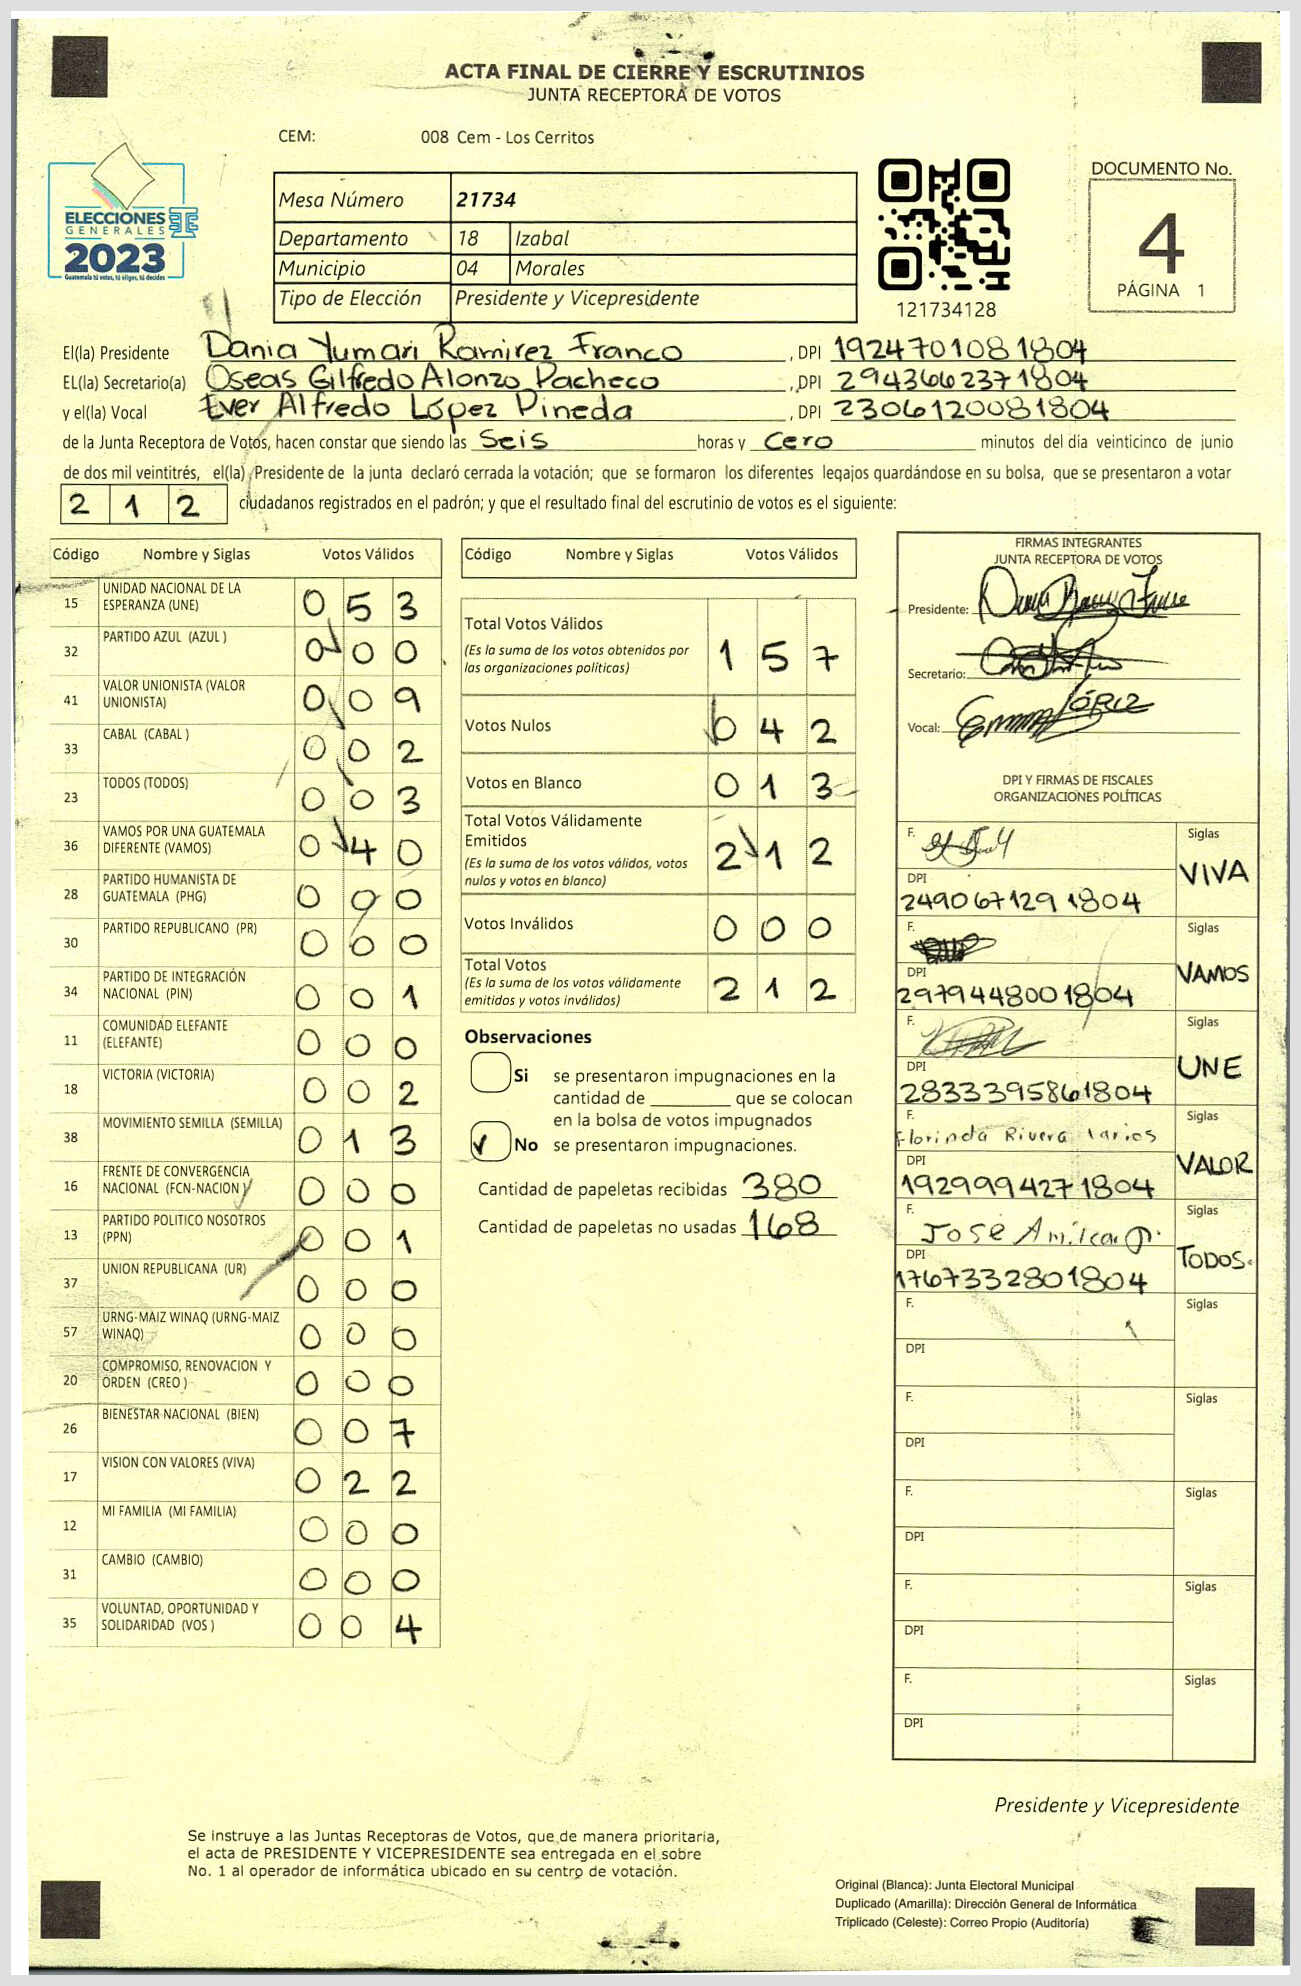 ACTA FINAL DE CIERRE Y ESCRUTINIOS
JUNTA RECEPTORA DE VOTOS
CEM: 008 Cem - Los Cerritos
ELECCIONES
GENERALES
2023
Guatemala tú votas, tú eliges, tú decides
Mesa Número 21734
Departamento 18 Izabal
Municipio 04 Morales
Tipo de Elección Presidente y Vicepresidente
121734128
DOCUMENTO No.
4
PÁGINA 1
El(la) Presidente Dania Yumari Ramirez Franco , DPI 1924701081804
EL(la) Secretario(a) Oseas Gilfredo Alonzo Pacheco , DPI 2943662371804
y el(la) Vocal Ever Alfredo López Pineda , DPI 2306120081804
de la Junta Receptora de Votos, hacen constar que siendo las Seis horas y Cero minutos del día veinticinco de junio
de dos mil veintitrés, el(la) Presidente de la junta declaró cerrada la votación; que se formaron los diferentes legajos guardándose en su bolsa, que se presentaron a votar
2 1 2 ciudadanos registrados en el padrón; y que el resultado final del escrutinio de votos es el siguiente:
Código Nombre y Siglas Votos Válidos
15 UNIDAD NACIONAL DE LA
ESPERANZA (UNE) 0 5 3
32 PARTIDO AZUL (AZUL ) 0 0 0
41 VALOR UNIONISTA (VALOR
UNIONISTA) 0 0 9
33 CABAL (CABAL ) 0 0 2
23 TODOS (TODOS) 0 0 3
36 VAMOS POR UNA GUATEMALA
DIFERENTE (VAMOS) 0 4 0
28 PARTIDO HUMANISTA DE
GUATEMALA (PHG) 0 0 0
30 PARTIDO REPUBLICANO (PR) 0 0 0
34 PARTIDO DE INTEGRACIÓN
NACIONAL (PIN) 0 0 1
11 COMUNIDAD ELEFANTE
(ELEFANTE) 0 0 0
18 VICTORIA (VICTORIA) 0 0 2
38 MOVIMIENTO SEMILLA (SEMILLA) 0 1 3
16 FRENTE DE CONVERGENCIA
NACIONAL (FCN-NACION) 0 0 0
13 PARTIDO POLITICO NOSOTROS
(PPN) 0 0 1
37 UNION REPUBLICANA (UR) 0 0 0
57 URNG-MAIZ WINAQ (URNG-MAIZ
WINAQ) 0 0 0
20 COMPROMISO, RENOVACION Y
ORDEN (CREO ) 0 0 0
26 BIENESTAR NACIONAL (BIEN) 0 0 7
17 VISION CON VALORES (VIVA) 0 2 2
12 MI FAMILIA (MI FAMILIA) 0 0 0
31 CAMBIO (CAMBIO) 0 0 0
35 VOLUNTAD, OPORTUNIDAD Y
SOLIDARIDAD (VOS ) 0 0 4
Código Nombre y Siglas Votos Válidos
Total Votos Válidos
(Es la suma de los votos obtenidos por
las organizaciones políticas) 1 5 7
Votos Nulos 0 4 2
Votos en Blanco 0 1 3
Total Votos Válidamente
Emitidos
(Es la suma de los votos válidos, votos
nulos y votos en blanco) 2 1 2
Votos Inválidos 0 0 0
Total Votos
(Es la suma de los votos válidamente
emitidos y votos inválidos) 2 1 2
Observaciones
Si se presentaron impugnaciones en la
cantidad de ________ que se colocan
en la bolsa de votos impugnados
✓ No se presentaron impugnaciones.
Cantidad de papeletas recibidas 380
Cantidad de papeletas no usadas 168
FIRMAS INTEGRANTES
JUNTA RECEPTORA DE VOTOS
Presidente:
Secretario:
Vocal: LÓPEZ
DPI Y FIRMAS DE FISCALES
ORGANIZACIONES POLÍTICAS
F. Siglas
VIVA
DPI
2490671291804
F. Siglas
VAMOS
DPI
2979448001804
F. Siglas
UNE
DPI
2833395861804
F. Siglas
Florinda Rivera Larios
VALOR
DPI
1929994271804
F. Siglas
José Amilcar
TODOS.
DPI
1767332801804
F. Siglas
DPI
F. Siglas
DPI
F. Siglas
DPI
F. Siglas
DPI
F. Siglas
DPI
Presidente y Vicepresidente
Se instruye a las Juntas Receptoras de Votos, que de manera prioritaria,
el acta de PRESIDENTE Y VICEPRESIDENTE sea entregada en el sobre
No. 1 al operador de informática ubicado en su centro de votación.
Original (Blanca): Junta Electoral Municipal
Duplicado (Amarilla): Dirección General de Informática
Triplicado (Celeste): Correo Propio (Auditoría)